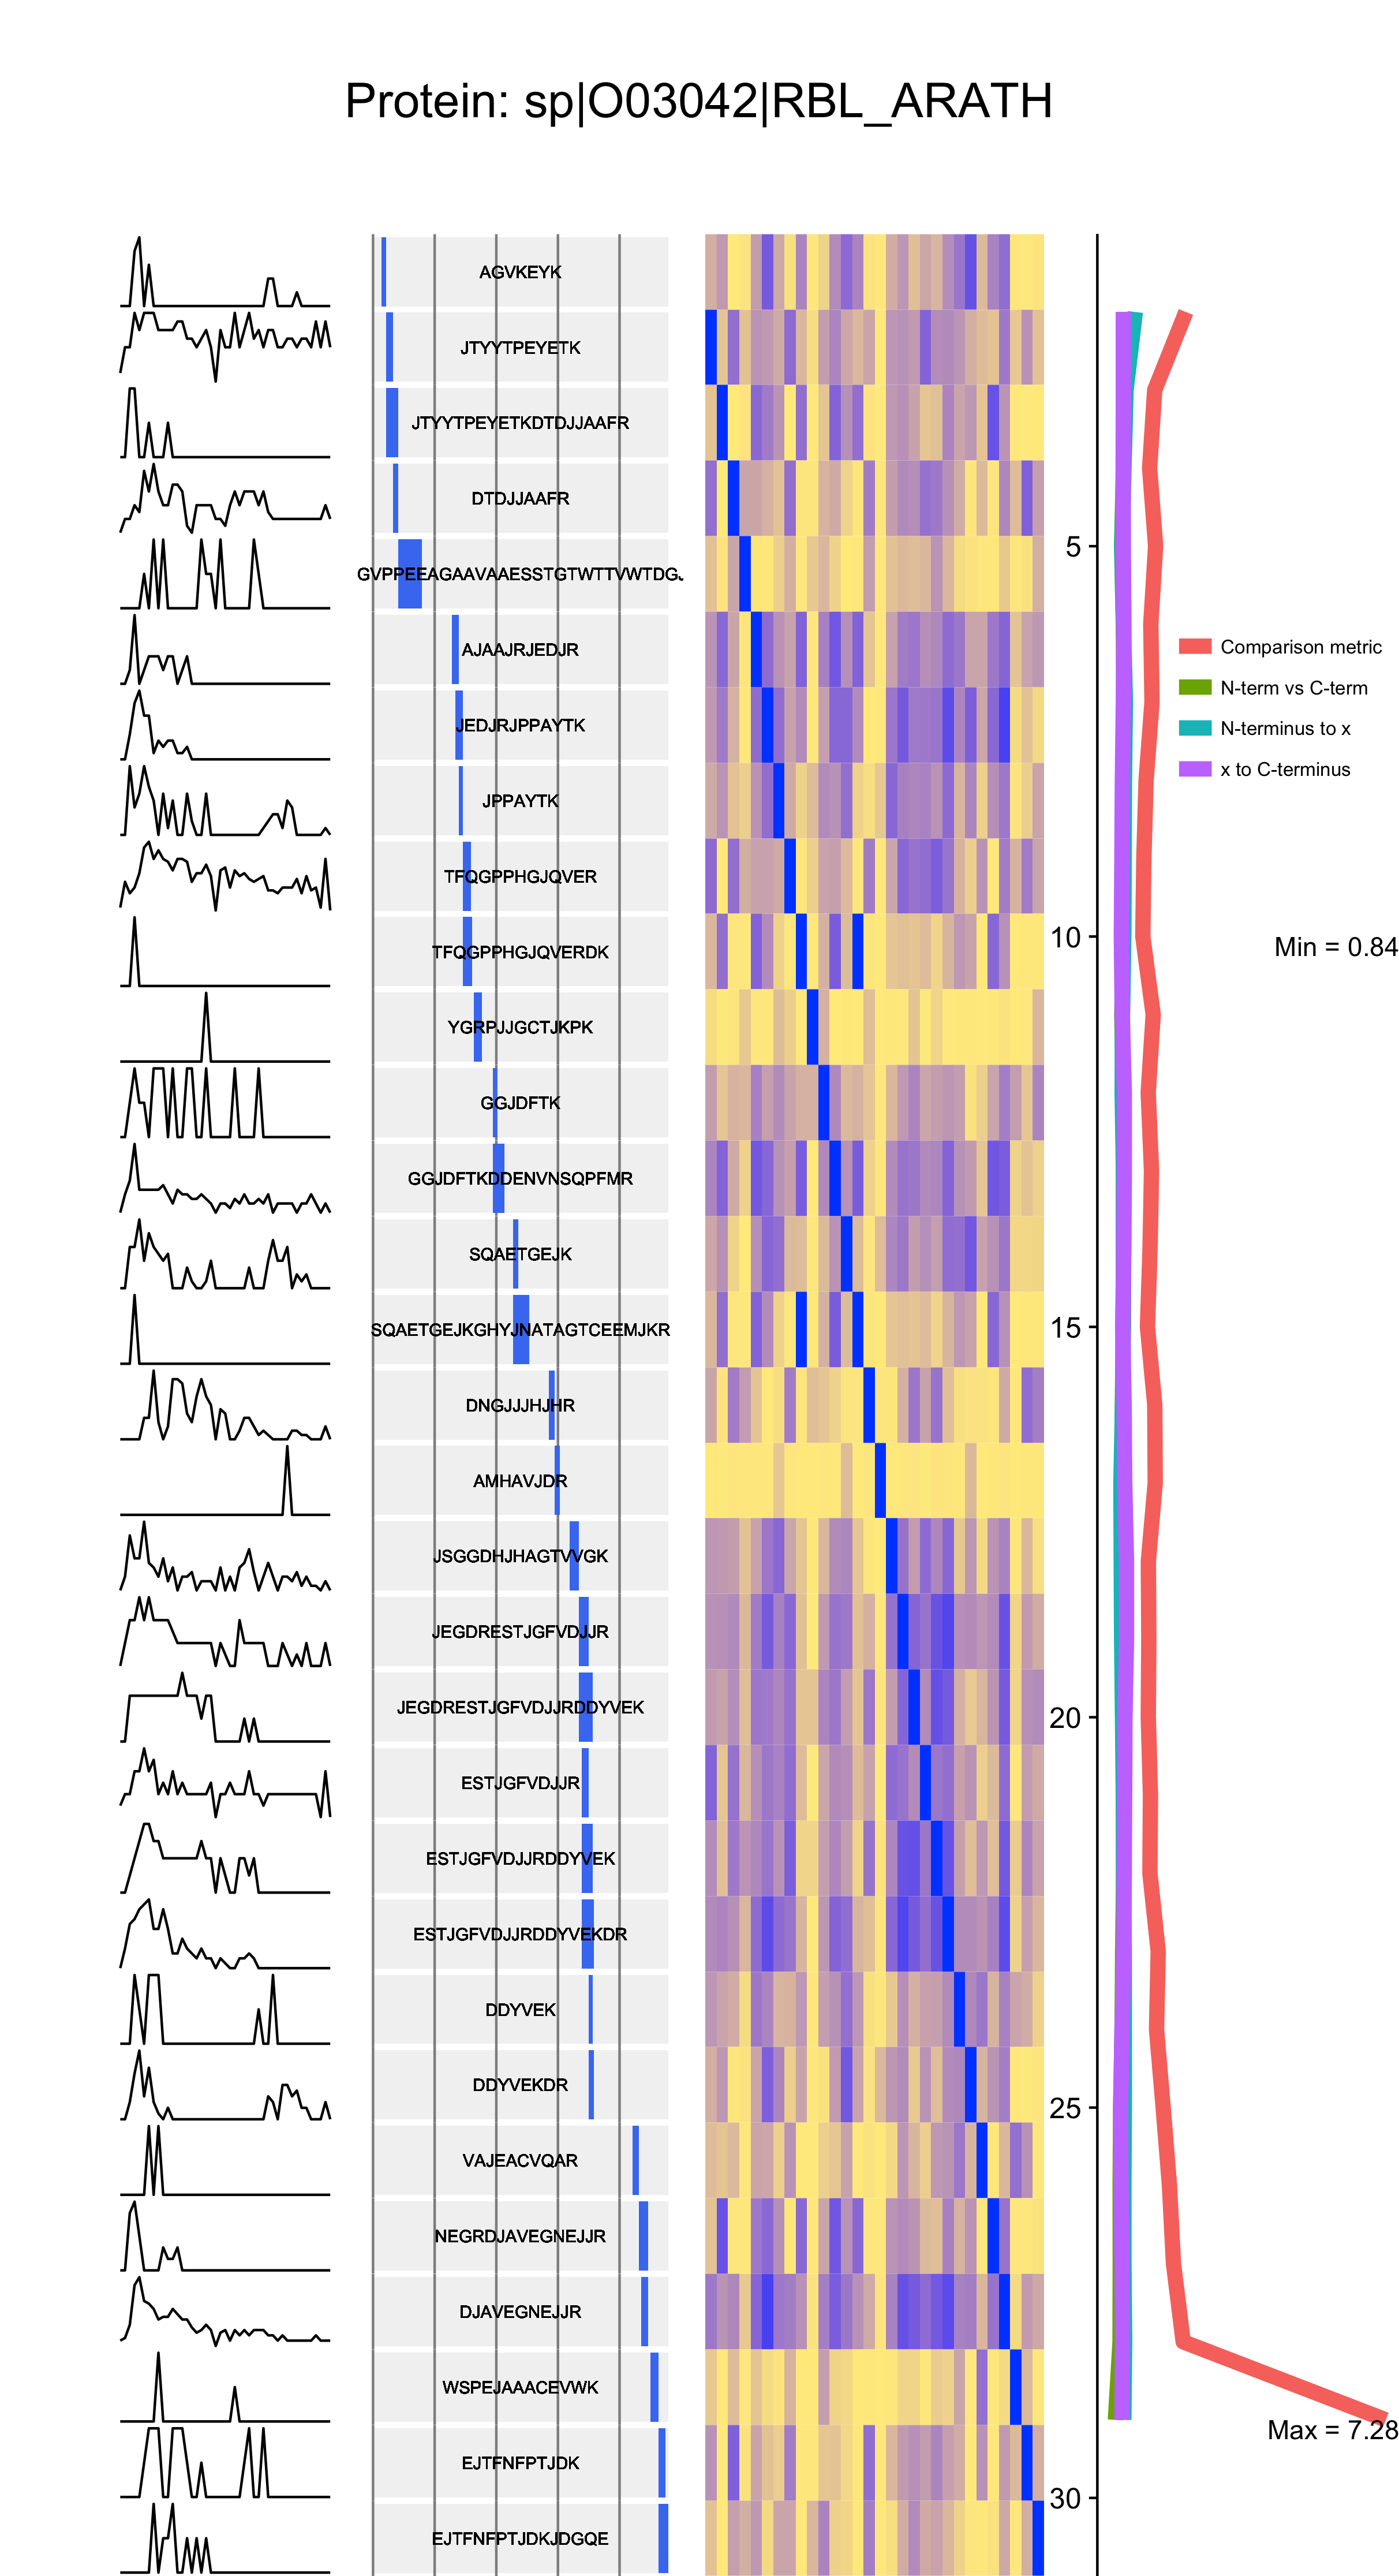 Protein: sp|O03042|RBL_ARATH
AGVKEYK
JTYYTPEYETK
JTYYTPEYETKDTDJJAAFR
DTDJJAAFR
5
GVPPEEAGAAVAAESSTGTWTTVWTDGJ
AJAAJRJEDJR
Comparison metric
N-term vs C-term
JEDJRJPPAYTK
N-terminus to x
x to C-terminus
JPPAYTK
TFQGPPHGJQVER
10
Min = 0.84
TFQGPPHGJQVERDK
YGRPJJGCTJKPK
GGJDFTK
GGJDFTKDDENVNSQPFMR
SQAETGEJK
15
SQAETGEJKGHYJNATAGTCEEMJKR
DNGJJJHJHR
AMHAVJDR
JSGGDHJHAGTVVGK
JEGDRESTJGFVDJJR
20
JEGDRESTJGFVDJJRDDYVEK
ESTJGFVDJJR
ESTJGFVDJJRDDYVEK
ESTJGFVDJJRDDYVEKDR
DDYVEK
DDYVEKDR
25
VAJEACVQAR
NEGRDJAVEGNEJJR
DJAVEGNEJJR
WSPEJAAACEVWK
Max = 7.28
EJTFNFPTJDK
30
EJTFNFPTJDKJDGQE